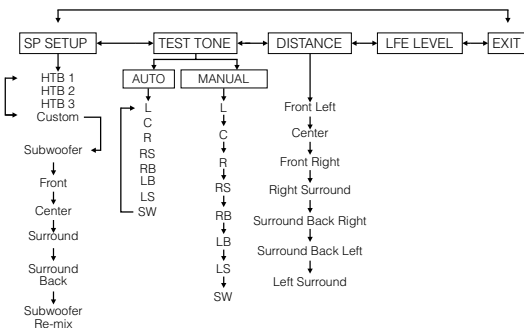 SP SETUP
TEST TONE
DISTANCE
LFE LEVEL
EXIT
HTB 1
HTB 2
HTB 3
Custom
Subwoofer
Front
Center
Surround
Surround
Back
Subwoofer
Re-mix
AUTO
L
C
R
RS
RB
LB
LS
SW
MANUAL
L
C
R
RS
RB
LB
LS
SW
Front Left
Center
Front Right
Right Surround
Surround Back Right
Surround Back Left
Left Surround